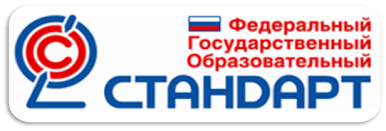 Федеральный
Государственный
Образовательный
СТАНДАРТ